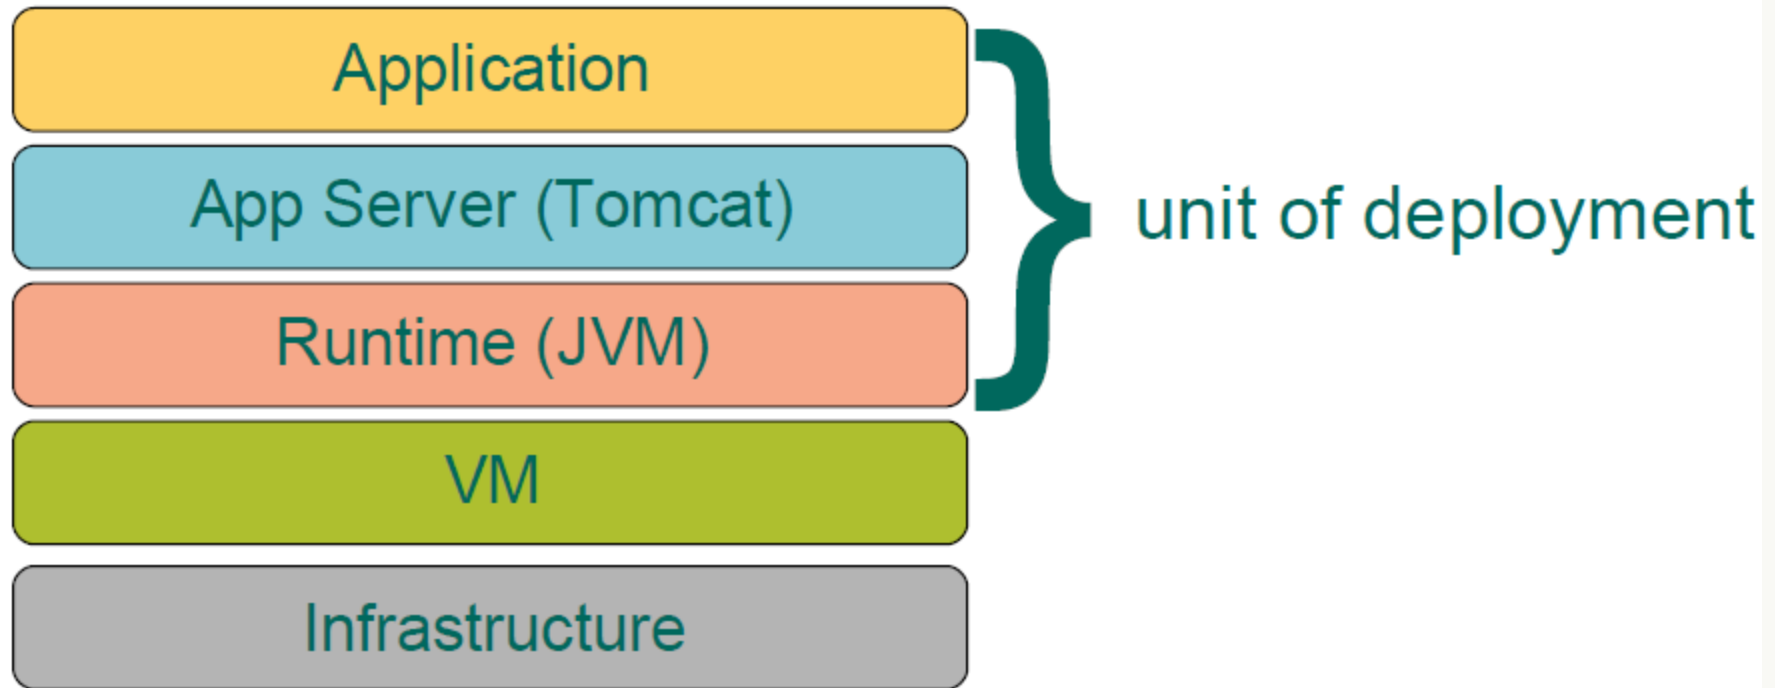 Application
App Server (Tomcat)
unit of deployment
Runtime (JVM)
VM
Infrastructure